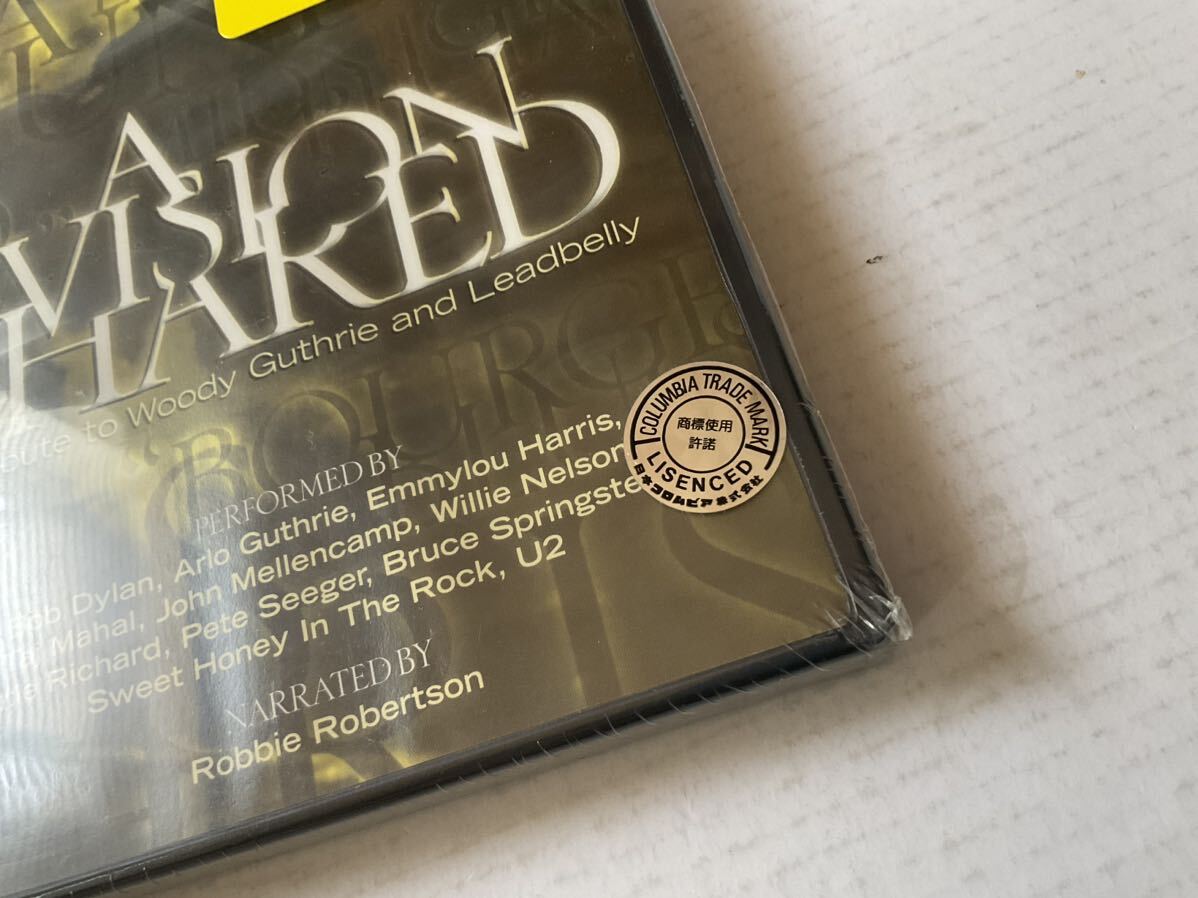 A
VISION
SHARED
to Woody Guthrie and Leadbelly
PERFORMED BY
Dylan, Arlo Guthrie, Emmylou Harris,
Mahal, John Mellencamp, Willie Nelson
Richard, Pete Seeger, Bruce Springste
Sweet Honey In The Rock, U2
NARRATED BY
Robbie Robertson
COLUMBIA TRADE MARK
商標使用
許諾
LISENCED
日本コロムビア株式会社